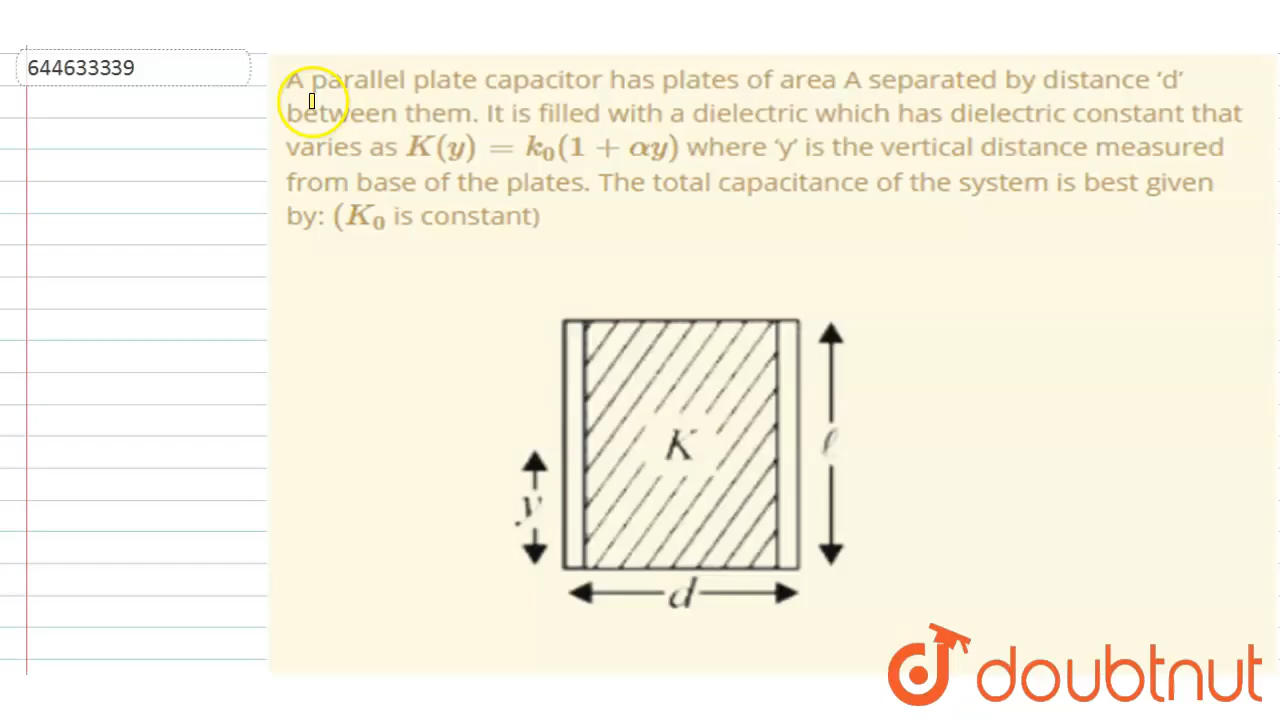 644633339
A parallel plate capacitor has plates of area A separated by distance ‘d’
between them. It is filled with a dielectric which has dielectric constant that
varies as K(y) = k₀(1 + αy) where ‘y’ is the vertical distance measured
from base of the plates. The total capacitance of the system is best given
by: (K₀ is constant)
K
ℓ
y
d
doubtnut